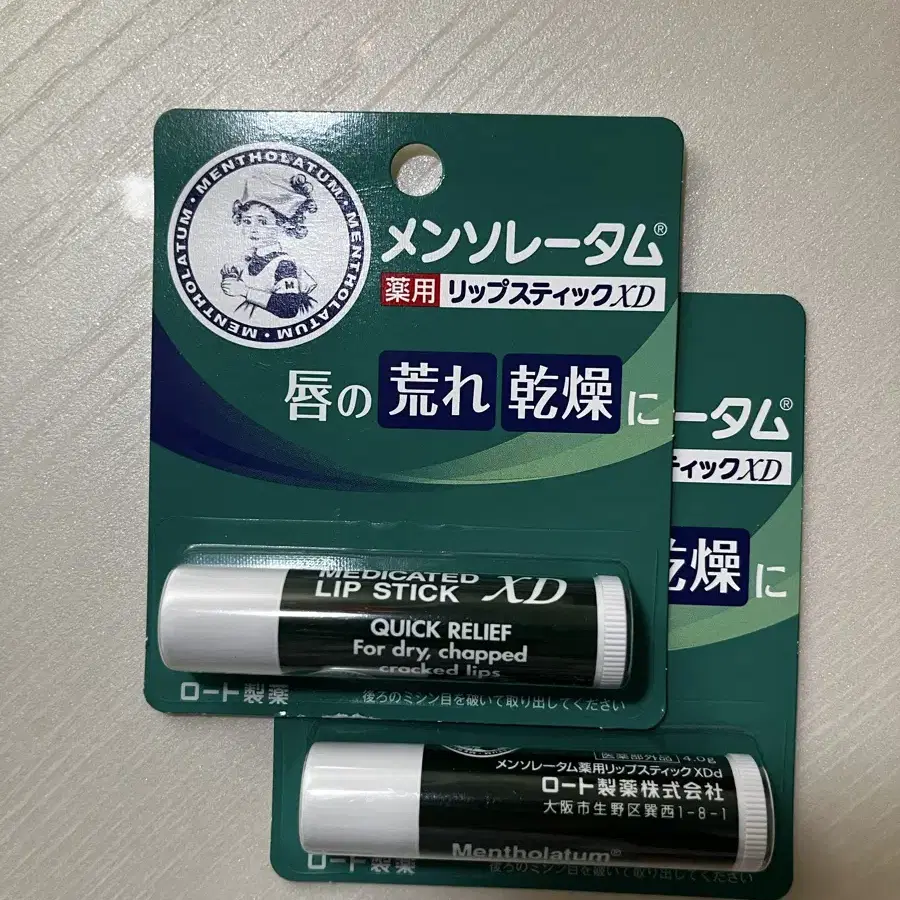 MENTHOLATUM・MENTHOLATUM・MENTHOLATUM・MENTHOLATUM・
M
メンソレータム®
薬用 リップスティックXD
唇の 荒れ 乾燥 に
MEDICATED
LIP STICK XD
QUICK RELIEF
For dry, chapped
cracked lips
ロート製薬
後ろのミシン目を破いて取り出してください
ータム®
ティックXD
乾燥 に
医薬部外品 4.0g
メンソレータム薬用リップスティックXDd
ロート製薬株式会社
大阪市生野区巽西1-8-1
Mentholatum®
ロート製薬
後ろのミシン目を破いて取り出してください